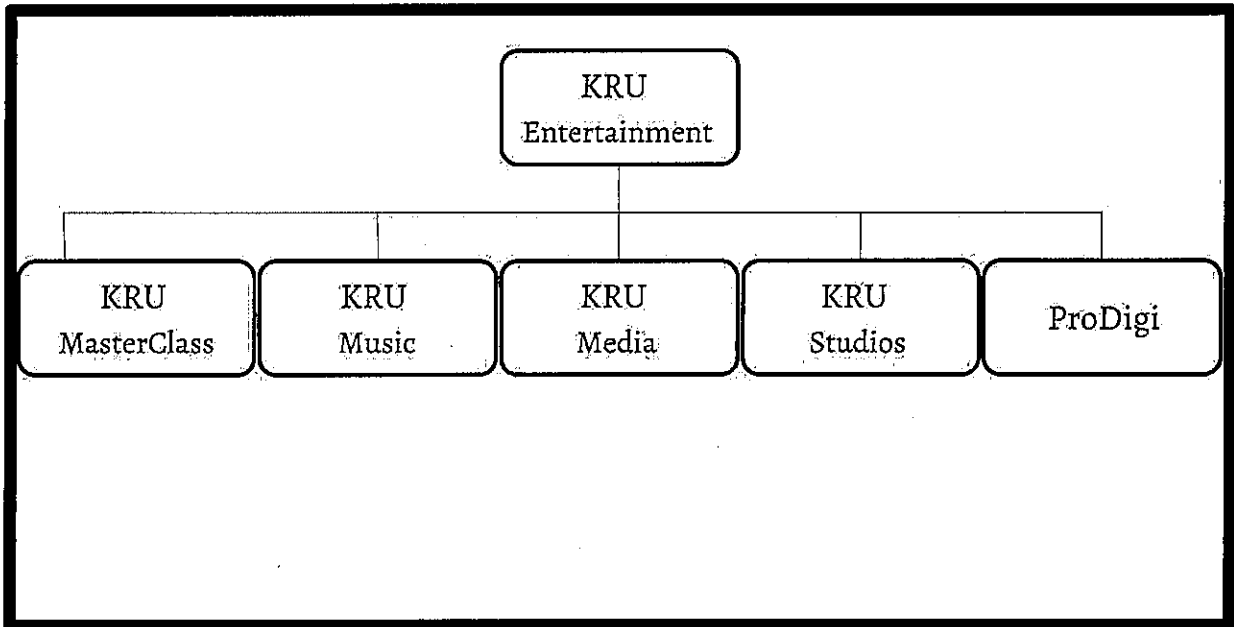 KRU
Entertainment
KRU
MasterClass
KRU
Music
KRU
Media
KRU
Studios
ProDigi